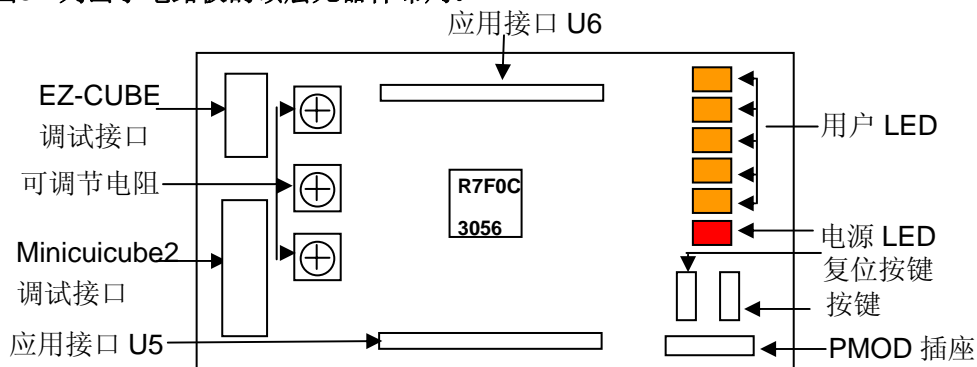 应用接口 U6
EZ-CUBE
调试接口
用户 LED
可调节电阻
R7F0C
3056
Minicuicube2
调试接口
电源 LED
复位按键
按键
应用接口 U5
PMOD 插座